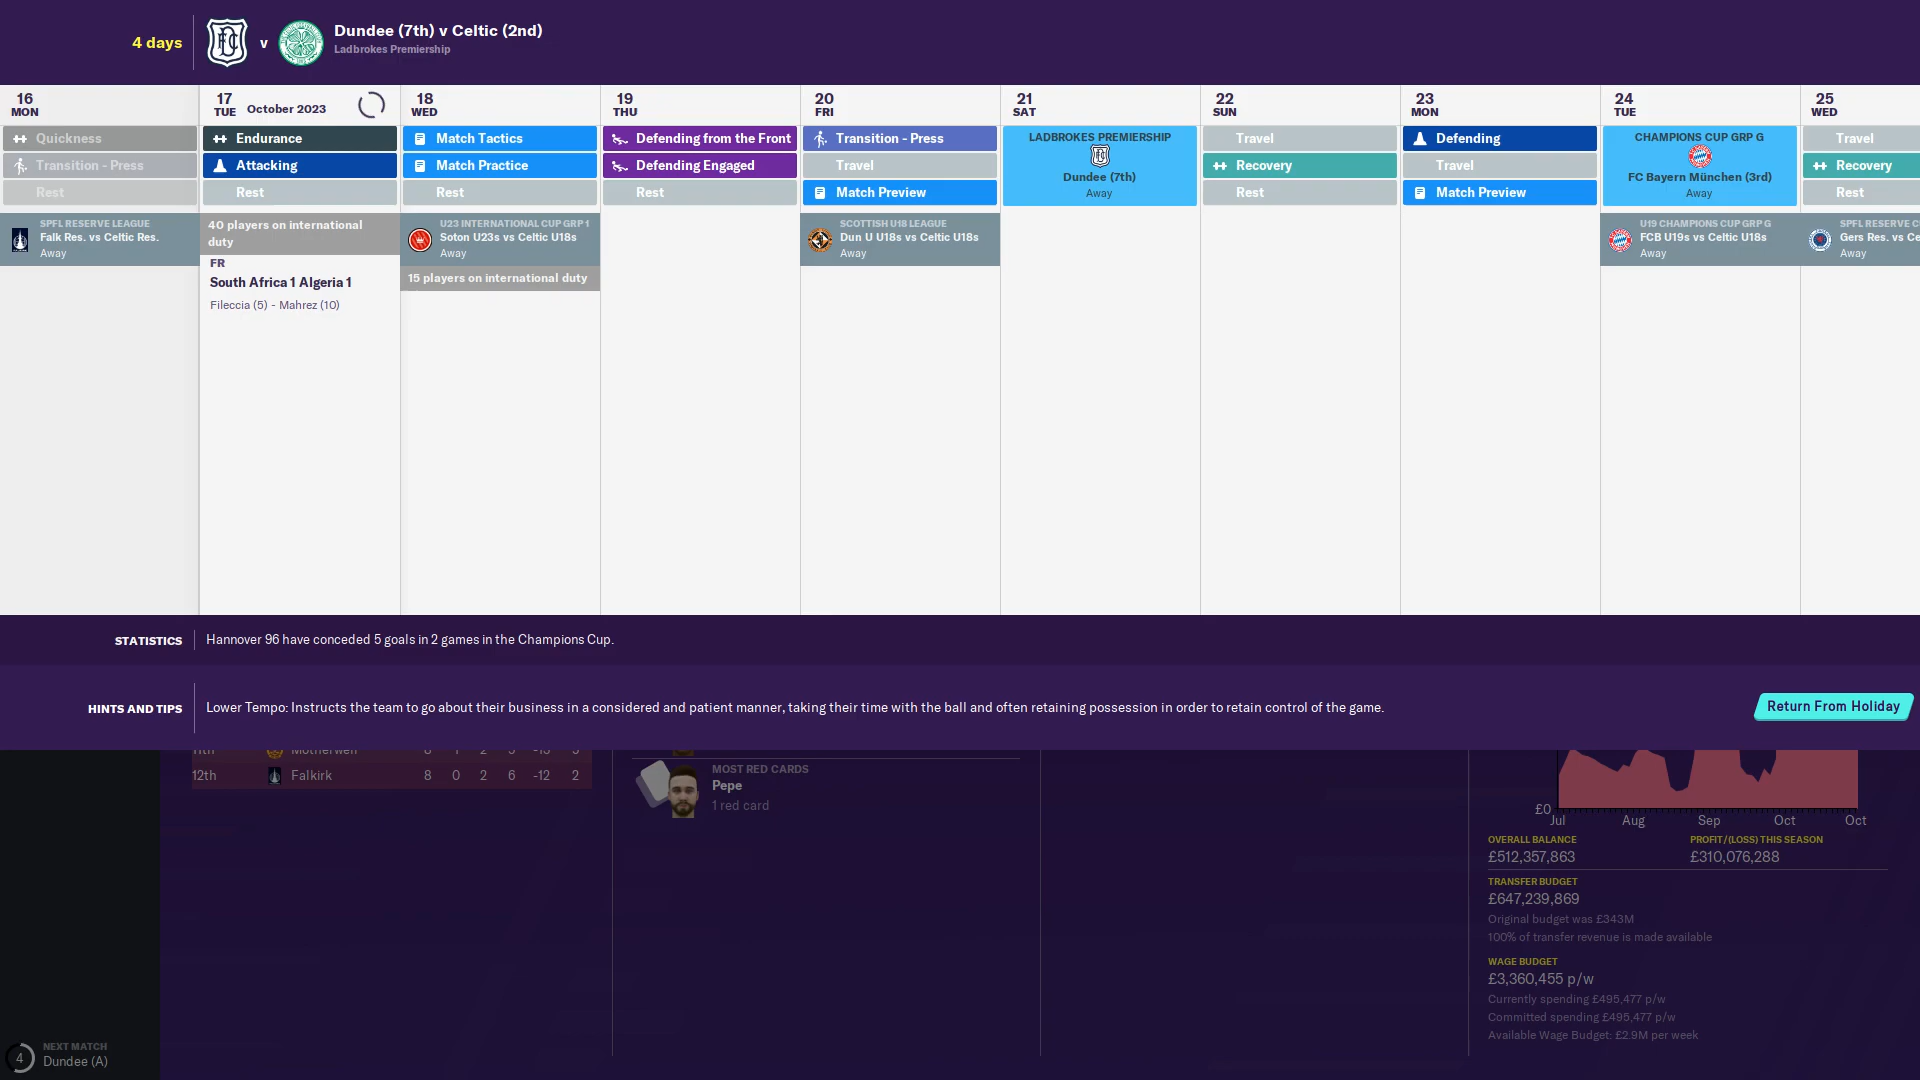 4 days
v
Dundee (7th) v Celtic (2nd)
Ladbrokes Premiership
16
MON
Quickness
Transition - Press
Rest
SPFL RESERVE LEAGUE
Falk Res. vs Celtic Res.
Away
17
TUE October 2023
Endurance
Attacking
Rest
40 players on international
duty
FR
South Africa 1 Algeria 1
Fileccia (5) - Mahrez (10)
18
WED
Match Tactics
Match Practice
Rest
U23 INTERNATIONAL CUP GRP 1
Soton U23s vs Celtic U18s
Away
15 players on international duty
19
THU
Defending from the Front
Defending Engaged
Rest
20
FRI
Transition - Press
Travel
Match Preview
SCOTTISH U18 LEAGUE
Dun U U18s vs Celtic U18s
Away
21
SAT
LADBROKES PREMIERSHIP
Dundee (7th)
Away
22
SUN
Travel
Recovery
Rest
23
MON
Defending
Travel
Match Preview
24
TUE
CHAMPIONS CUP GRP G
FC Bayern München (3rd)
Away
U19 CHAMPIONS CUP GRP G
FCB U19s vs Celtic U18s
Away
25
WED
Travel
Recovery
Rest
SPFL RESERVE
Gers Res. vs Ce
Away
STATISTICS
Hannover 96 have conceded 5 goals in 2 games in the Champions Cup.
HINTS AND TIPS
Lower Tempo: Instructs the team to go about their business in a considered and patient manner, taking their time with the ball and often retaining possession in order to retain control of the game.
Return From Holiday
11th Motherwell
12th Falkirk 8 0 2 6 -12 2
MOST RED CARDS
Pepe
1 red card
£0
Jul Aug Sep Oct Oct
OVERALL BALANCE
£512,357,863
PROFIT/(LOSS) THIS SEASON
£310,076,288
TRANSFER BUDGET
£647,239,869
Original budget was £343M
100% of transfer revenue is made available
WAGE BUDGET
£3,360,455 p/w
Currently spending £495,477 p/w
Committed spending £495,477 p/w
Available Wage Budget: £2.9M per week
4
NEXT MATCH
Dundee (A)